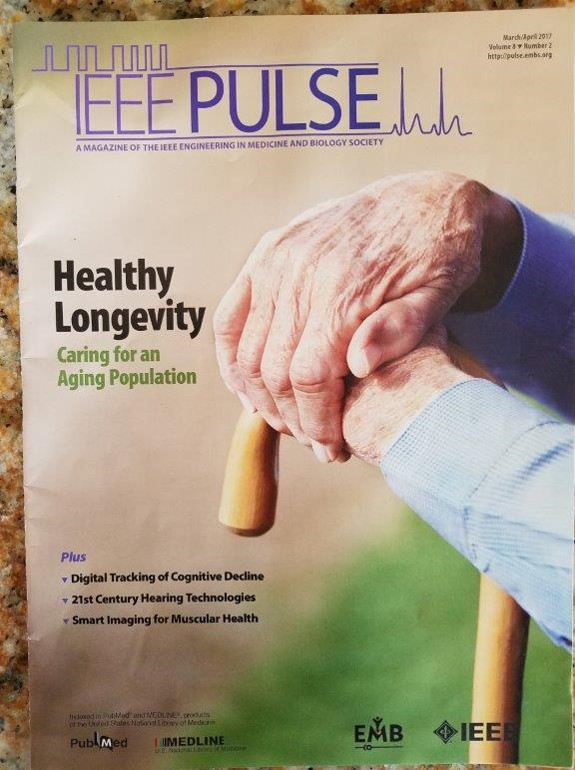 March/April 2017
Volume 8 ▼ Number 2
http://pulse.embs.org
IEEE PULSE
A MAGAZINE OF THE IEEE ENGINEERING IN MEDICINE AND BIOLOGY SOCIETY
Healthy
Longevity
Caring for an
Aging Population
Plus
▼ Digital Tracking of Cognitive Decline
▼ 21st Century Hearing Technologies
▼ Smart Imaging for Muscular Health
Indexed in PubMed® and MEDLINE®, products
of the United States National Library of Medicine
PubMed
MEDLINE
U.S. National Library of Medicine
EMB
IEEE